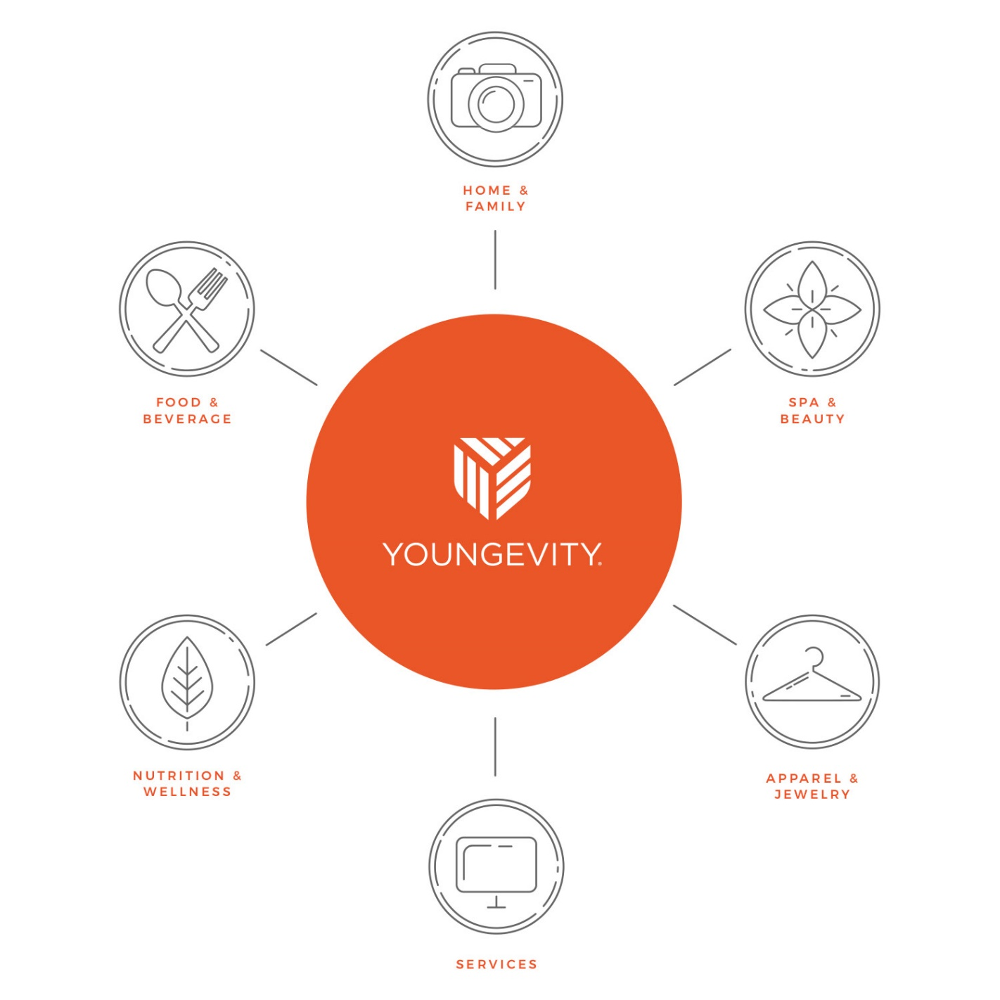 HOME &
FAMILY
FOOD &
BEVERAGE
SPA &
BEAUTY
YOUNGEVITY®
NUTRITION &
WELLNESS
APPAREL &
JEWELRY
SERVICES